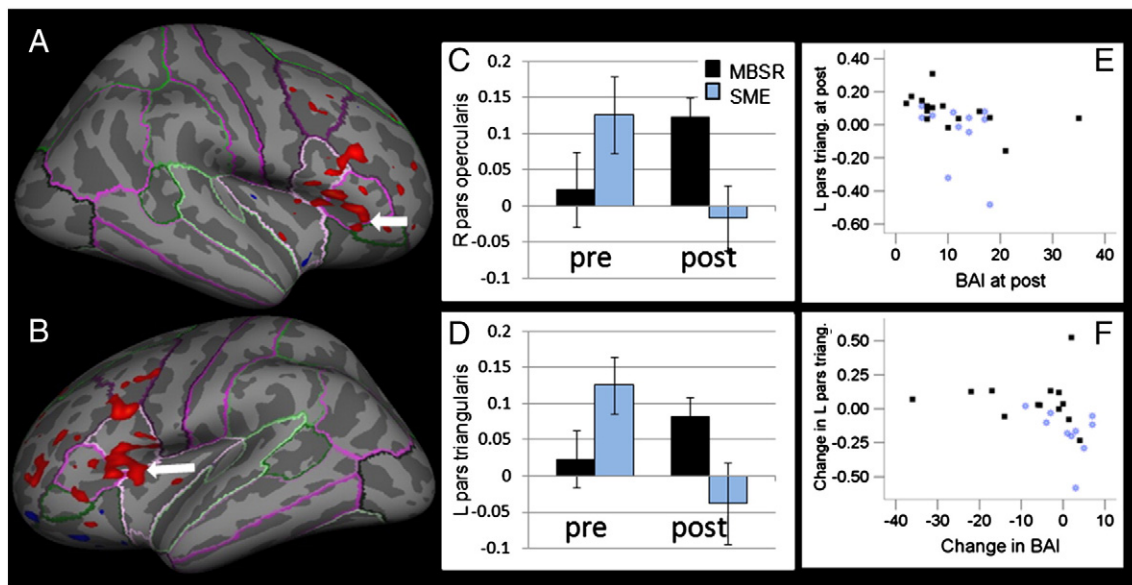 A
B
C
MBSR
SME
R pars opercularis
0.2
0.15
0.1
0.05
0
-0.05
-0.1
pre
post
D
L pars triangularis
0.2
0.15
0.1
0.05
0
-0.05
-0.1
pre
post
E
L pars triang. at post
0.40
0.20
0.00
-0.20
-0.40
-0.60
0
10
20
30
40
BAI at post
F
Change in L pars triang.
0.50
0.25
0.00
-0.25
-0.50
-40
-30
-20
-10
0
10
Change in BAI